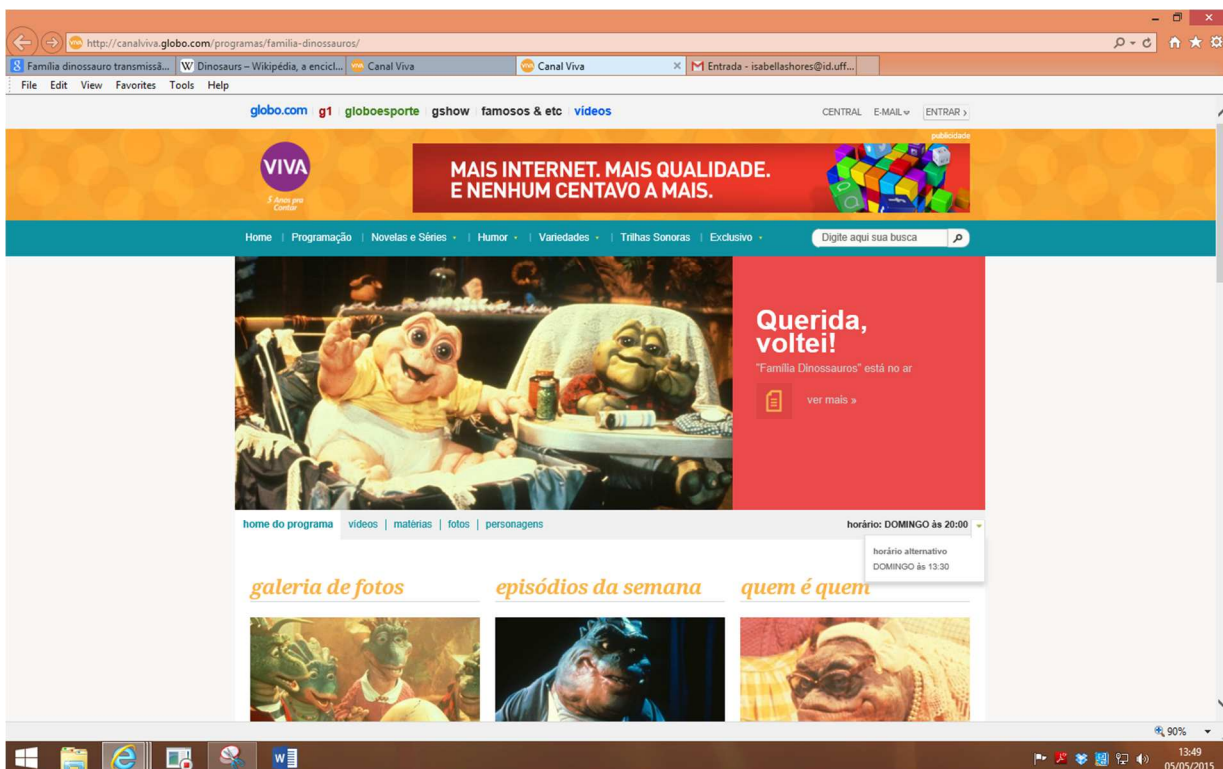 http://canalviva.globo.com/programas/familia-dinossauros/
Família dinossauro transmissã...
Dinosaurs – Wikipédia, a encicl...
Canal Viva
Canal Viva
Entrada - isabellashores@id.uff...
File Edit View Favorites Tools Help
globo.com g1 globoesporte gshow famosos & etc vídeos
CENTRAL E-MAIL ENTRAR
publicidade
VIVA
5 Anos pra
Contar
MAIS INTERNET. MAIS QUALIDADE.
E NENHUM CENTAVO A MAIS.
Home | Programação | Novelas e Séries | Humor | Variedades | Trilhas Sonoras | Exclusivo
Digite aqui sua busca
Querida,
voltei!
"Família Dinossauros" está no ar
ver mais »
home do programa vídeos | matérias | fotos | personagens
horário: DOMINGO às 20:00
horário alternativo
DOMINGO às 13:30
galeria de fotos
episódios da semana
quem é quem
90%
13:49
05/05/2015